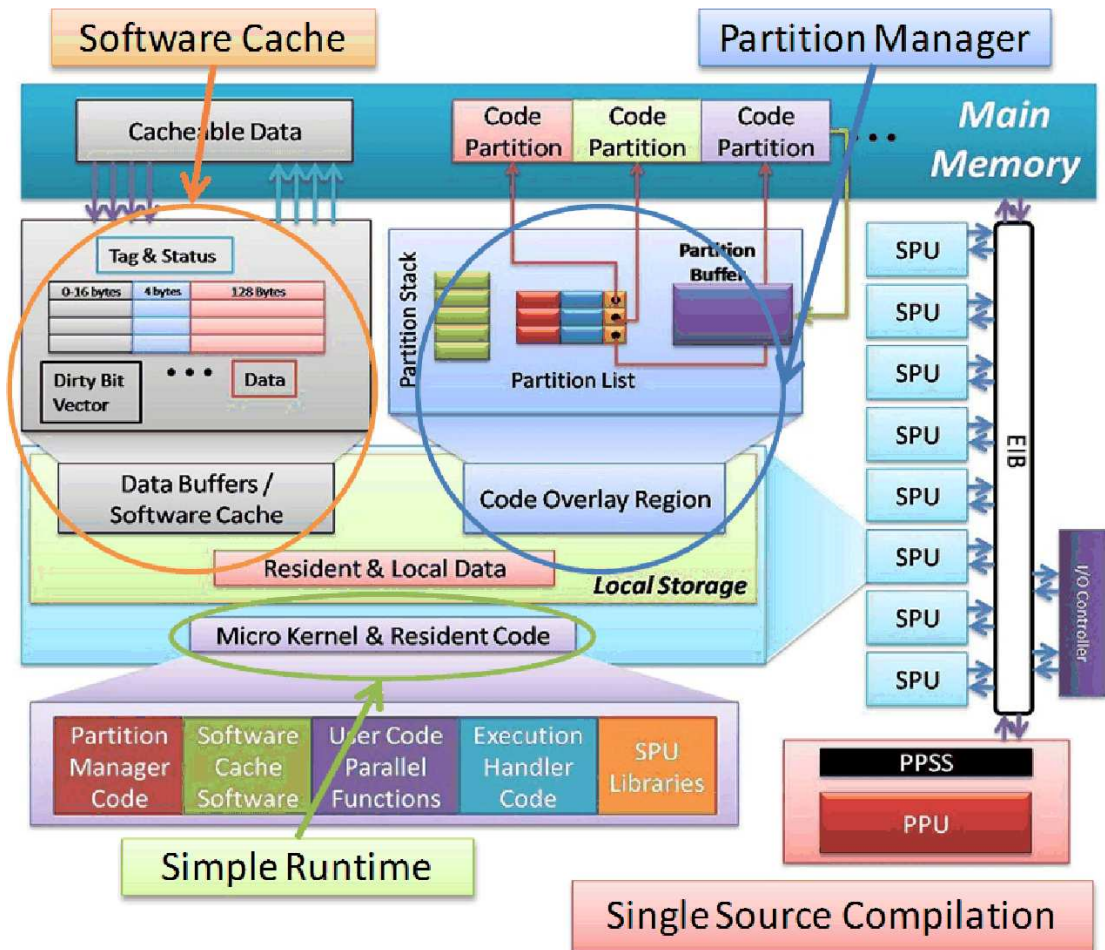 Software Cache
Partition Manager
Cacheable Data
Code
Partition
Code
Partition
Code
Partition
Main
Memory
Tag & Status
0-16 bytes
4 bytes
128 Bytes
Dirty Bit
Vector
Data
Partition Stack
Partition
Buffer
Partition List
SPU
SPU
SPU
SPU
SPU
SPU
SPU
SPU
EIB
I/O Controller
Data Buffers /
Software Cache
Code Overlay Region
Resident & Local Data
Local Storage
Micro Kernel & Resident Code
Partition
Manager
Code
Software
Cache
Software
User Code
Parallel
Functions
Execution
Handler
Code
SPU
Libraries
PPSS
PPU
Simple Runtime
Single Source Compilation